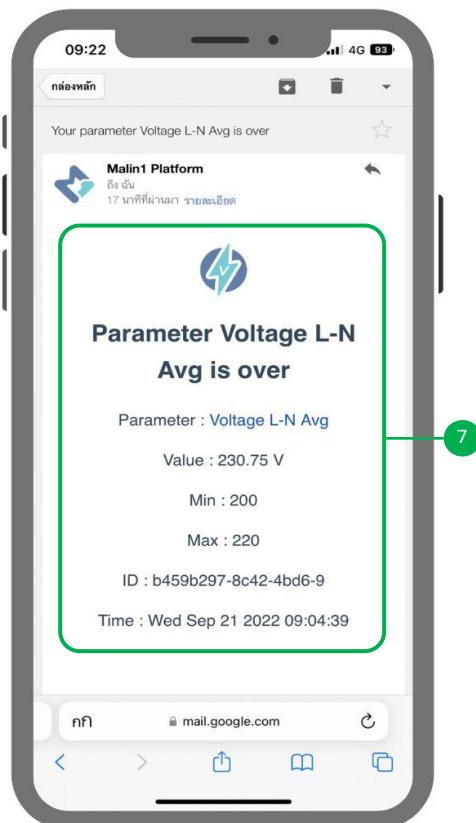 09:22 4G 93
กล่องหลัก
Your parameter Voltage L-N Avg is over
Malin1 Platform
ถึง ฉัน
17 นาทีที่ผ่านมา รายละเอียด
Parameter Voltage L-N
Avg is over
Parameter : Voltage L-N Avg
Value : 230.75 V
Min : 200
Max : 220
ID : b459b297-8c42-4bd6-9
Time : Wed Sep 21 2022 09:04:39
7
กก mail.google.com